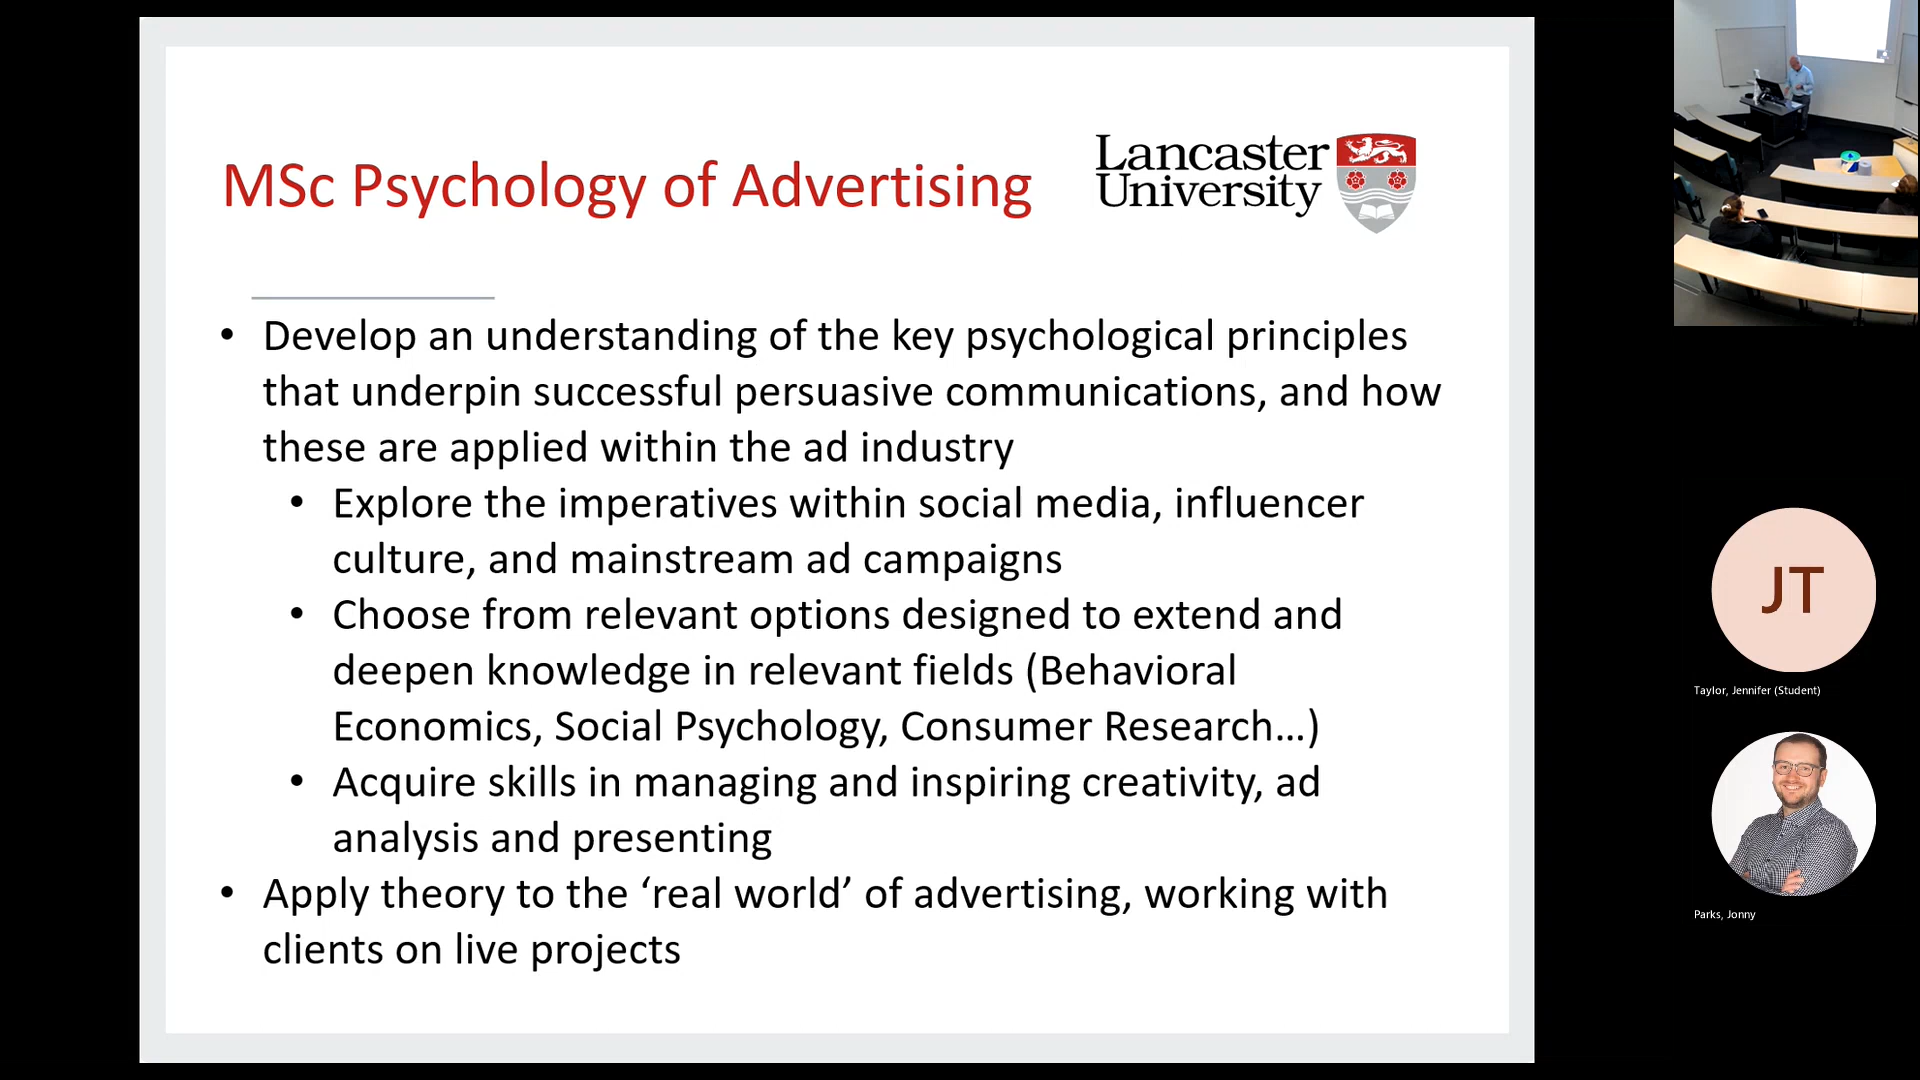 MSc Psychology of Advertising
Lancaster
University
• Develop an understanding of the key psychological principles
that underpin successful persuasive communications, and how
these are applied within the ad industry
• Explore the imperatives within social media, influencer
culture, and mainstream ad campaigns
• Choose from relevant options designed to extend and
deepen knowledge in relevant fields (Behavioral
Economics, Social Psychology, Consumer Research...)
• Acquire skills in managing and inspiring creativity, ad
analysis and presenting
• Apply theory to the ‘real world’ of advertising, working with
clients on live projects
JT
Taylor, Jennifer (Student)
Parks, Jonny